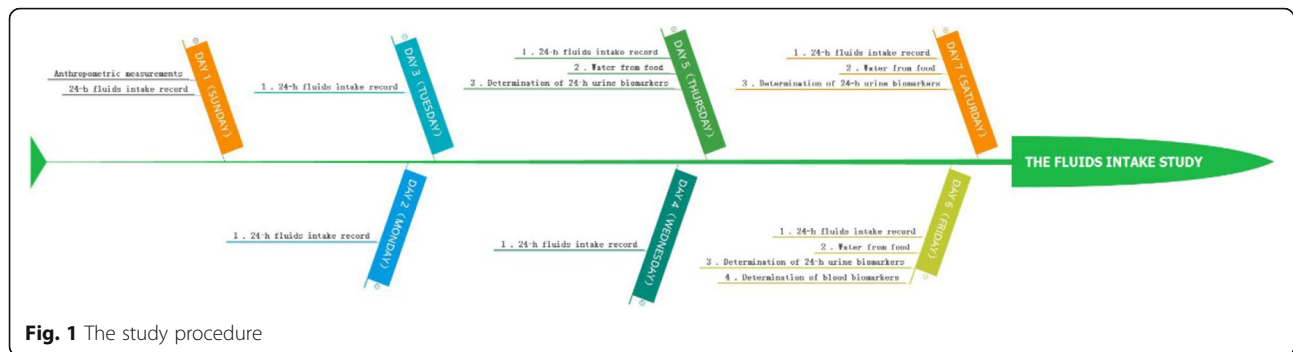 DAY 1 (SUNDAY)
Anthropometric measurements
24-h fluids intake record
DAY 3 (TUESDAY)
1 . 24-h fluids intake record
DAY 5 (THURSDAY)
1 . 24-h fluids intake record
2 . Water from food
3 . Determination of 24-h urine biomarkers
DAY 7 (SATURDAY)
1 . 24-h fluids intake record
2 . Water from food
3 . Determination of 24-h urine biomarkers
THE FLUIDS INTAKE STUDY
DAY 2 (MONDAY)
1 . 24-h fluids intake record
DAY 4 (WEDNESDAY)
1 . 24-h fluids intake record
DAY 6 (FRIDAY)
1 . 24-h fluids intake record
2 . Water from food
3 . Determination of 24-h urine biomarkers
4 . Determination of blood biomarkers
Fig. 1 The study procedure